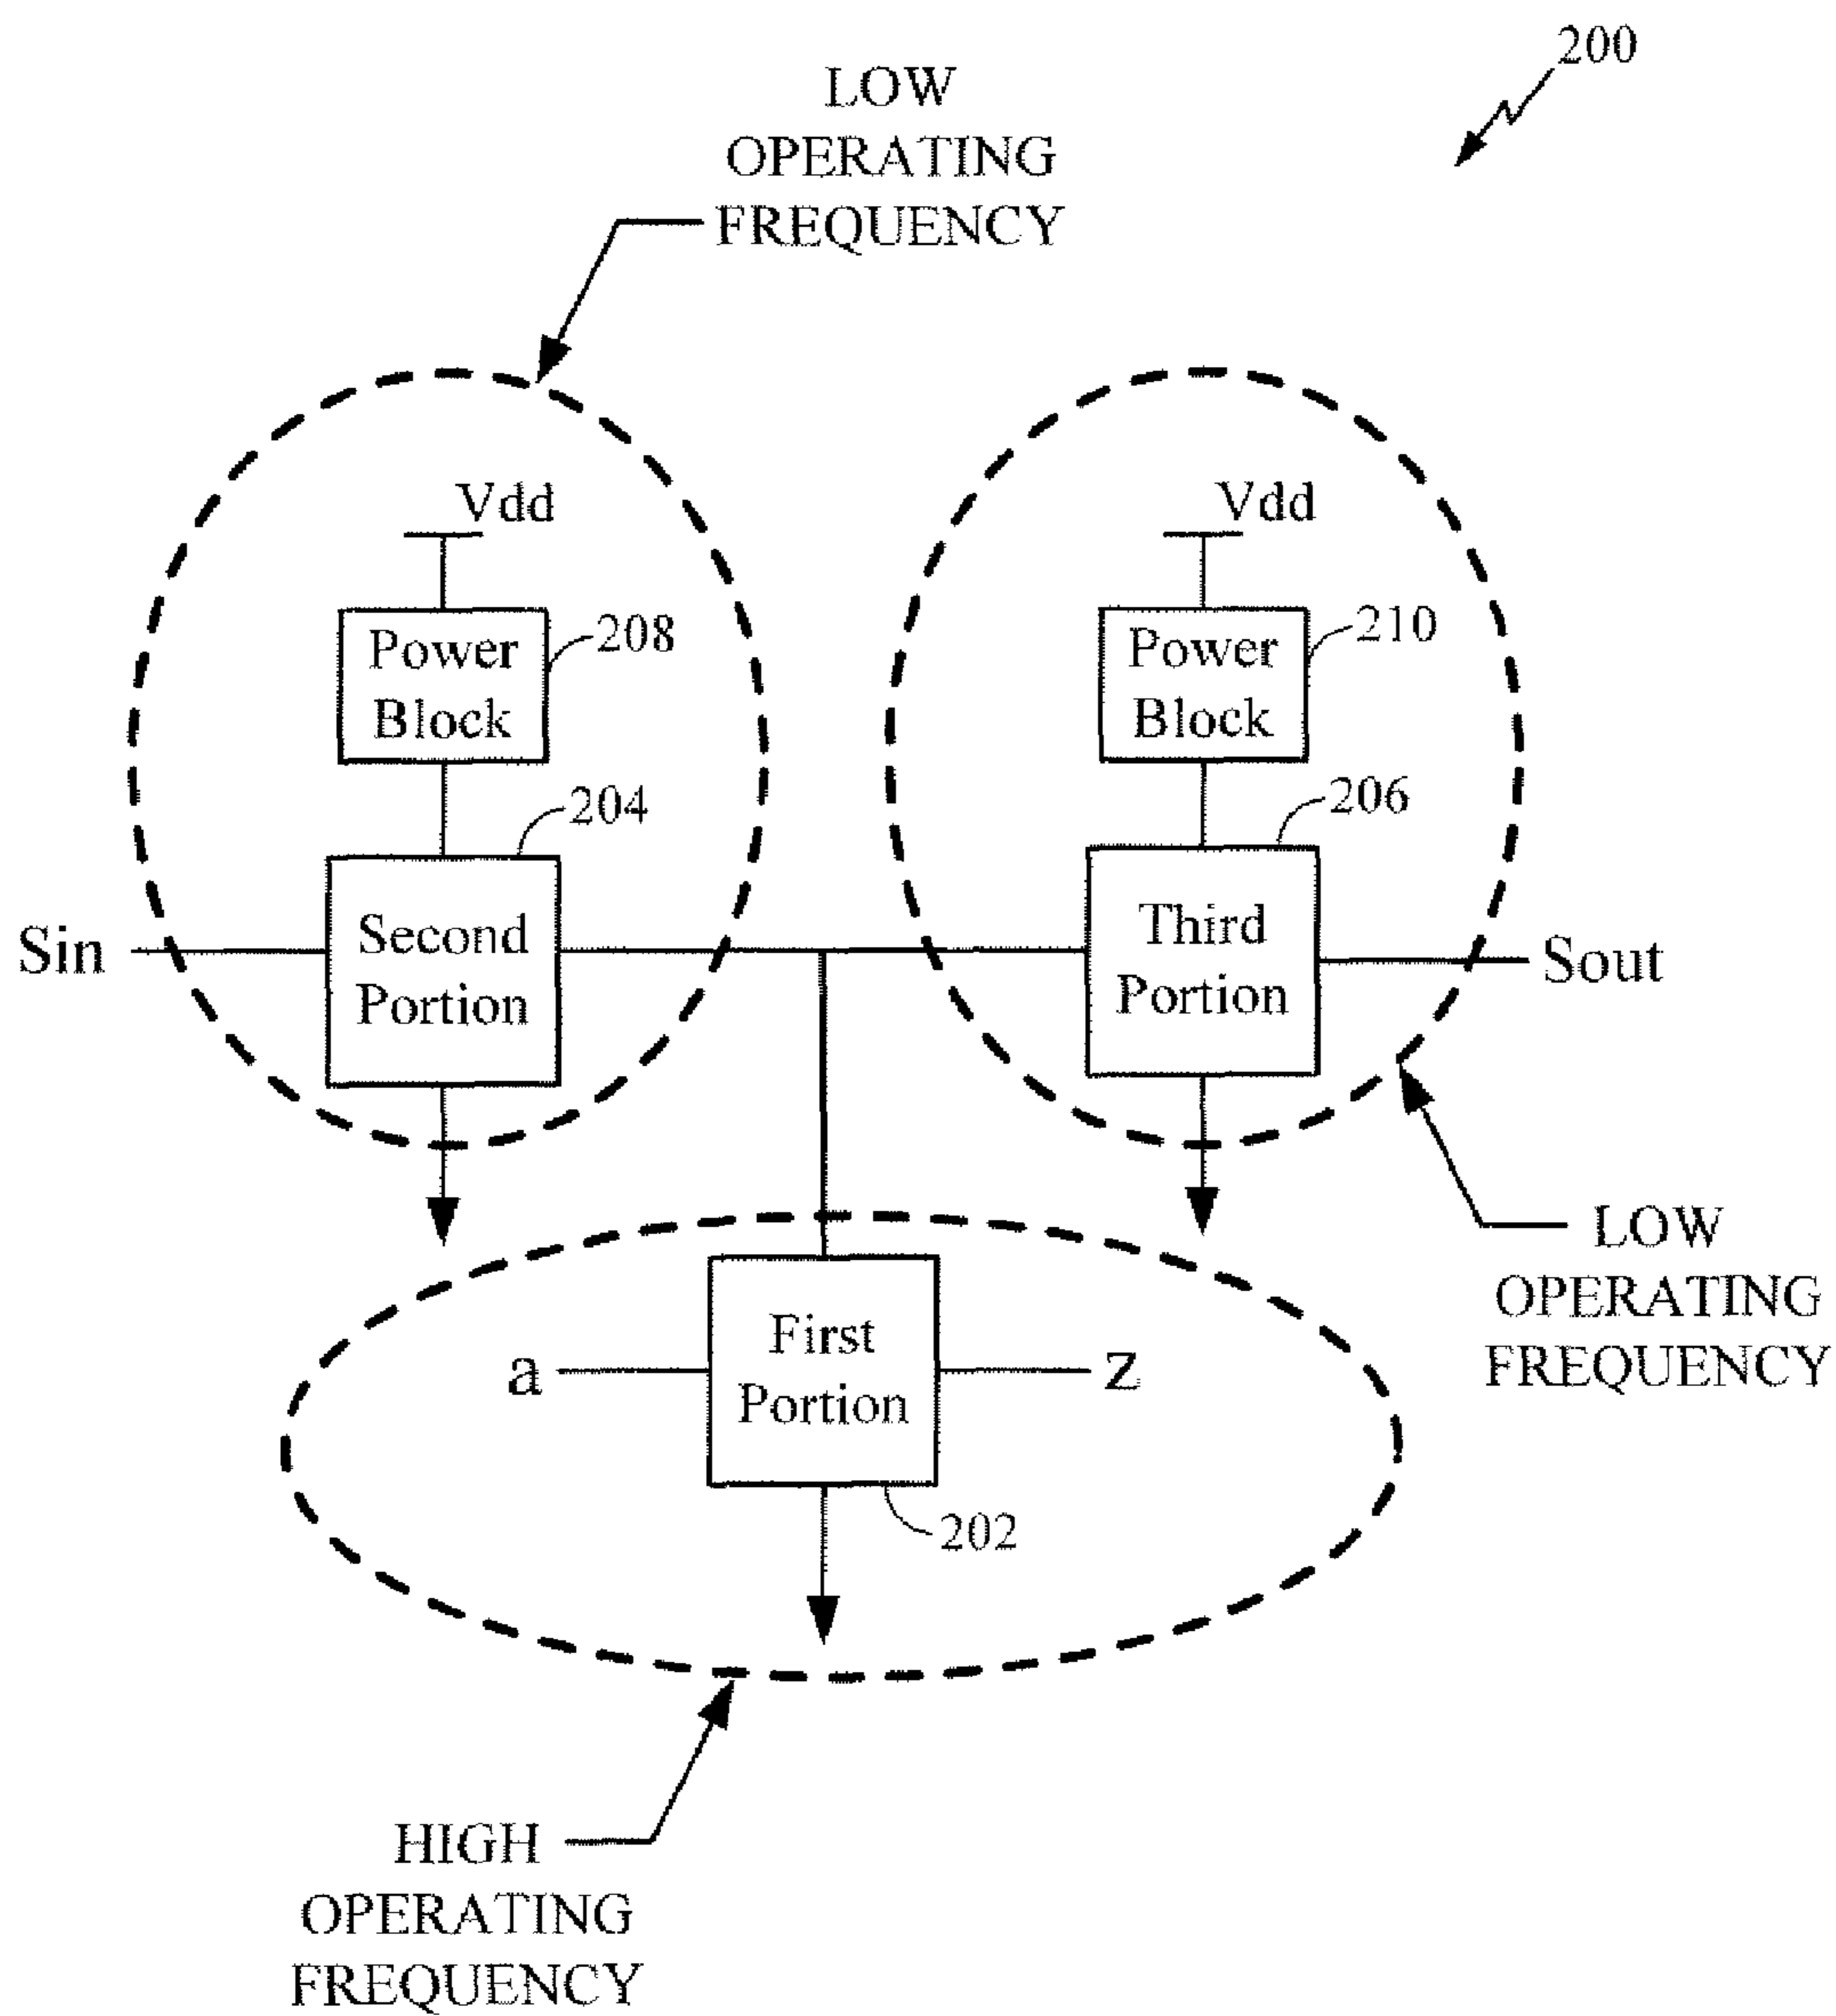 200
LOW
OPERATING
FREQUENCY
Vdd
Vdd
Power
Block
208
Power
Block
210
204
206
Sin
Second
Portion
Third
Portion
Sout
LOW
OPERATING
FREQUENCY
a
First
Portion
z
202
HIGH
OPERATING
FREQUENCY